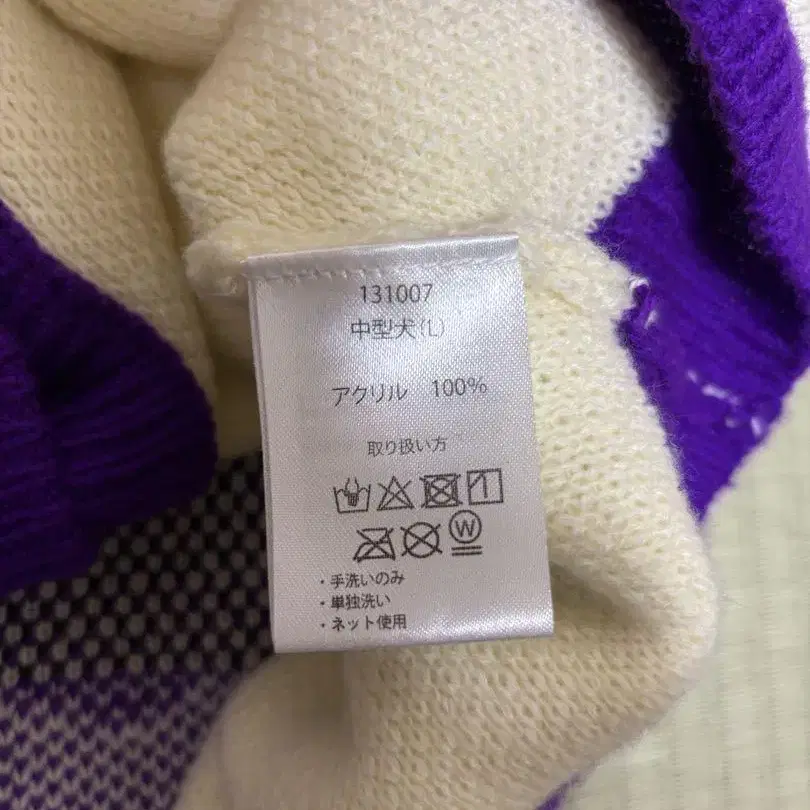 131007
中型犬(L)
アクリル 100%
取り扱い方
W
・手洗いのみ
・単独洗い
・ネット使用